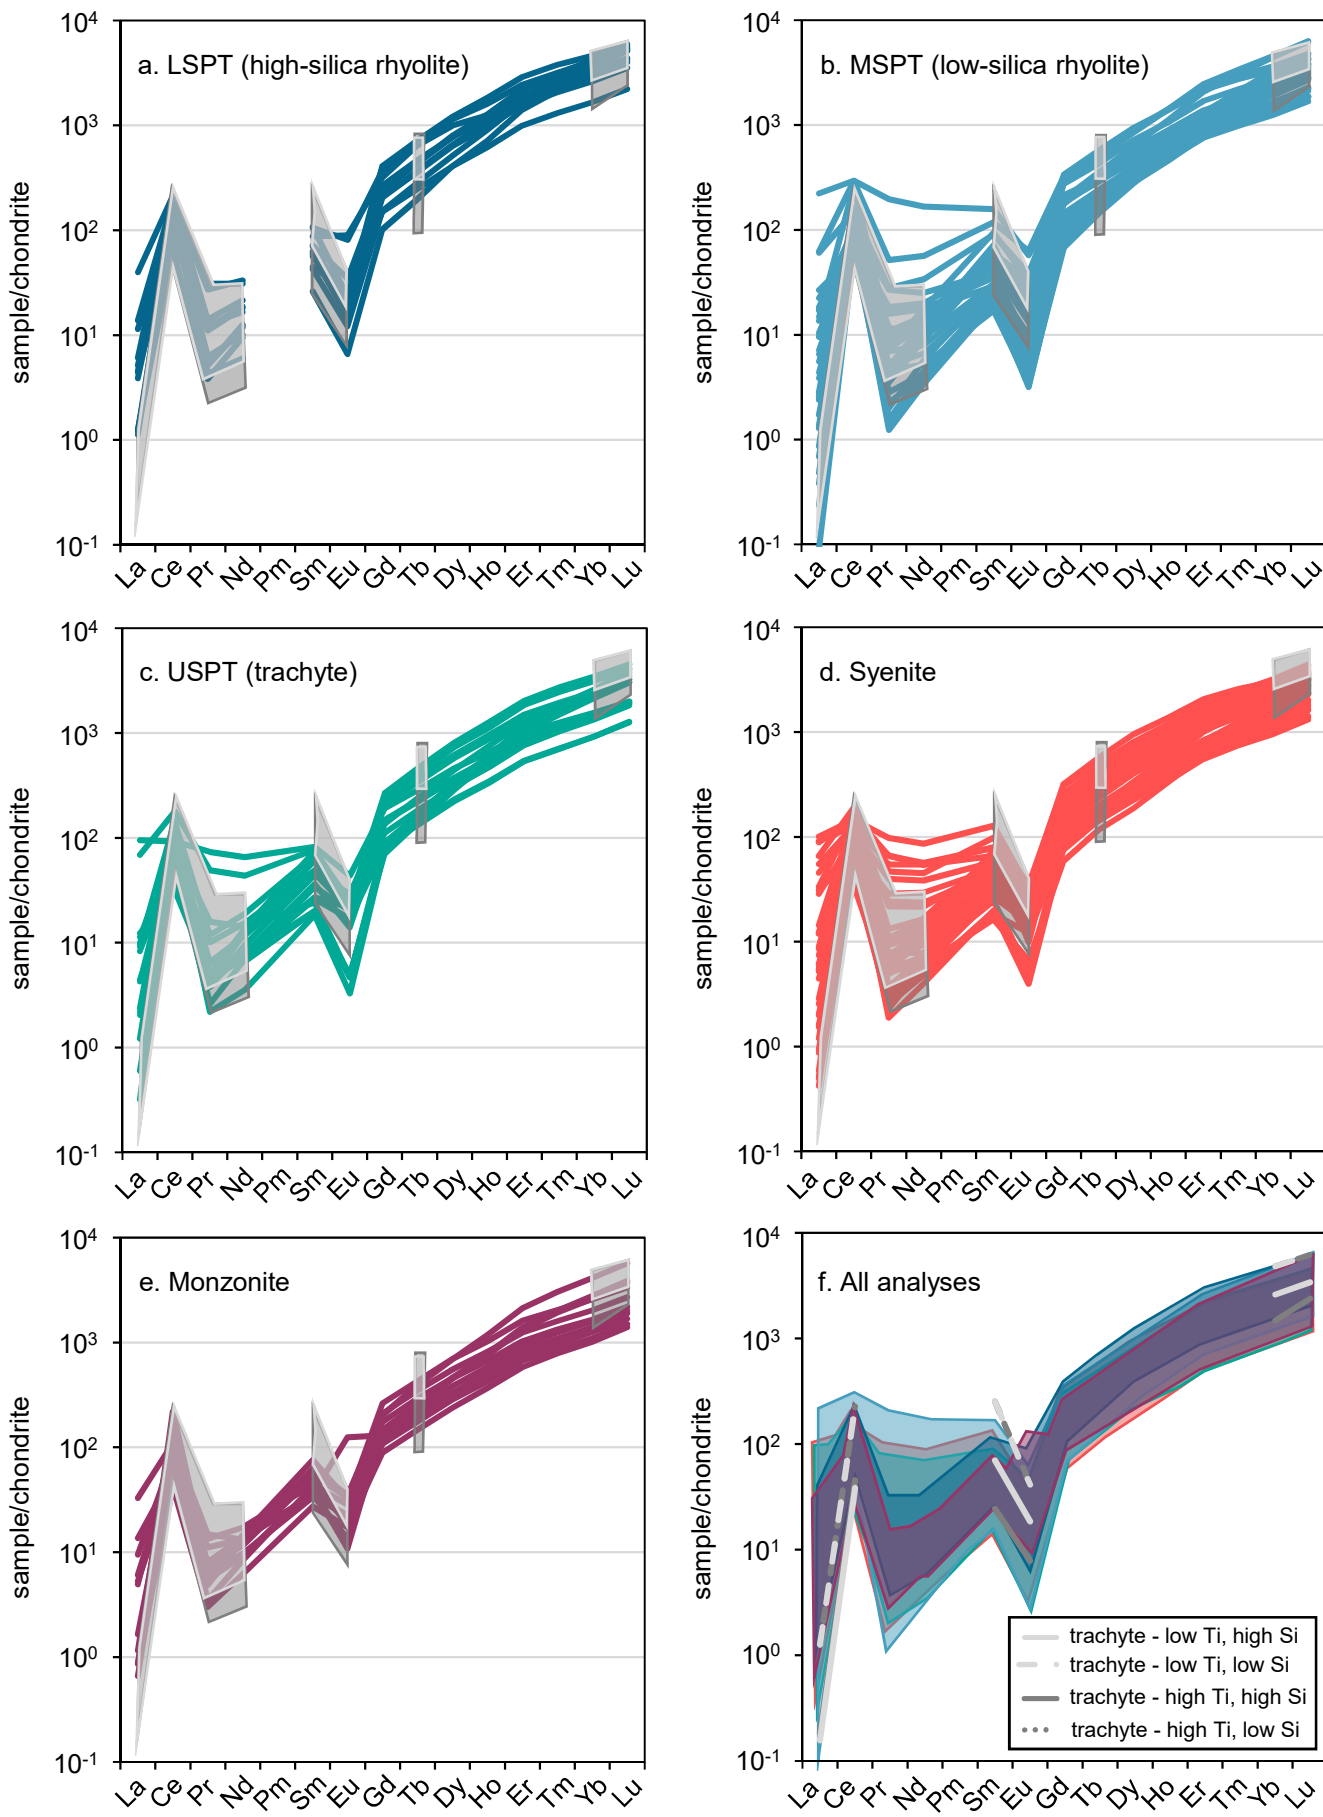 a. LSPT (high-silica rhyolite)
sample/chondrite
10⁴
10³
10²
10¹
10⁰
10⁻¹
La Ce Pr Nd Pm Sm Eu Gd Tb Dy Ho Er Tm Yb Lu
b. MSPT (low-silica rhyolite)
sample/chondrite
10⁴
10³
10²
10¹
10⁰
10⁻¹
La Ce Pr Nd Pm Sm Eu Gd Tb Dy Ho Er Tm Yb Lu
c. USPT (trachyte)
sample/chondrite
10⁴
10³
10²
10¹
10⁰
10⁻¹
La Ce Pr Nd Pm Sm Eu Gd Tb Dy Ho Er Tm Yb Lu
d. Syenite
sample/chondrite
10⁴
10³
10²
10¹
10⁰
10⁻¹
La Ce Pr Nd Pm Sm Eu Gd Tb Dy Ho Er Tm Yb Lu
e. Monzonite
sample/chondrite
10⁴
10³
10²
10¹
10⁰
10⁻¹
La Ce Pr Nd Pm Sm Eu Gd Tb Dy Ho Er Tm Yb Lu
f. All analyses
sample/chondrite
10⁴
10³
10²
10¹
10⁰
10⁻¹
La Ce Pr Nd Pm Sm Eu Gd Tb Dy Ho Er Tm Yb Lu
trachyte - low Ti, high Si
trachyte - low Ti, low Si
trachyte - high Ti, high Si
trachyte - high Ti, low Si